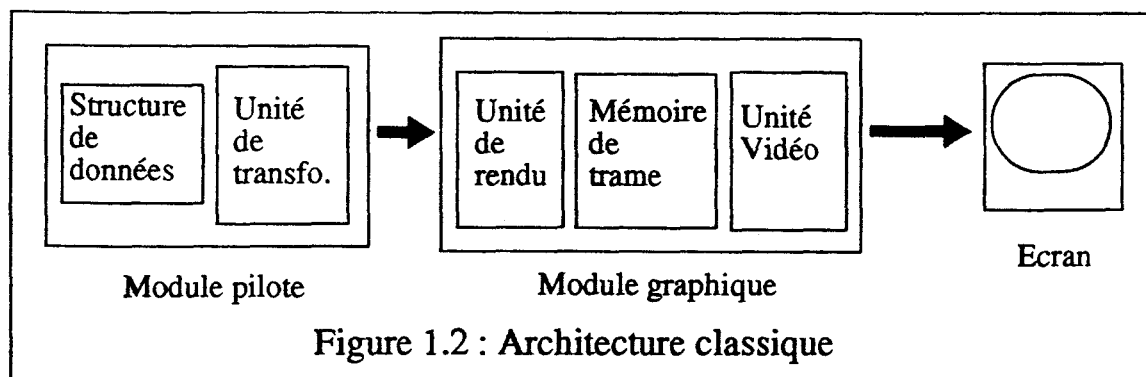 Structure
de
données
Unité
de
transfo.
Unité
de
rendu
Mémoire
de
trame
Unité
Vidéo
Module pilote
Module graphique
Ecran
Figure 1.2 : Architecture classique